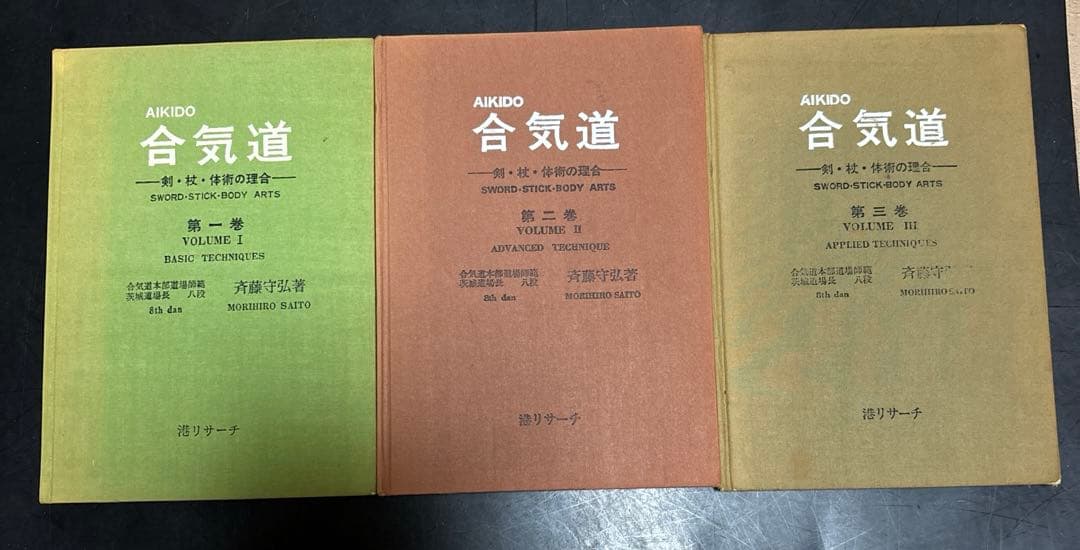 AIKIDO
合気道
剣・杖・体術の理合
SWORD・STICK・BODY ARTS
第一巻
VOLUME I
BASIC TECHNIQUES
合気道本部道場師範
茨城道場長 八段
斉藤守弘著
8th dan
MORIHIRO SAITO
港リサーチ
AIKIDO
合気道
剣・杖・体術の理合
SWORD・STICK・BODY ARTS
第二巻
VOLUME II
ADVANCED TECHNIQUE
合気道本部道場師範
茨城道場長 八段
斉藤守弘著
8th dan
MORIHIRO SAITO
港リサーチ
AIKIDO
合気道
剣・杖・体術の理合
SWORD・STICK・BODY ARTS
第三巻
VOLUME III
APPLIED TECHNIQUES
合気道本部道場師範
茨城道場長 八段
斉藤守
8th dan
MORIHIRO SAITO
港リサーチ